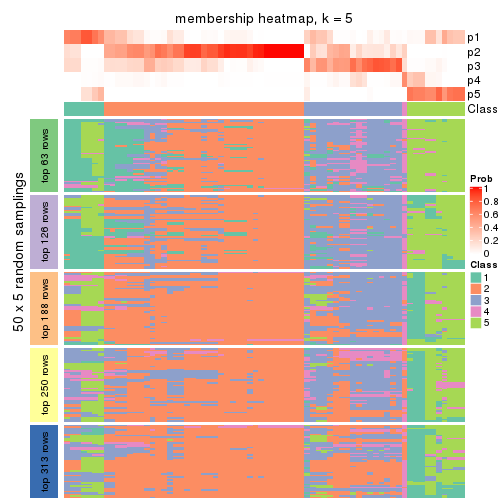 membership heatmap, k = 5
p1
p2
p3
p4
p5
Class
50 x 5 random samplings
top 63 rows
top 126 rows
top 188 rows
top 250 rows
top 313 rows
Prob
1
0.8
0.6
0.4
0.2
0
Class
1
2
3
4
5